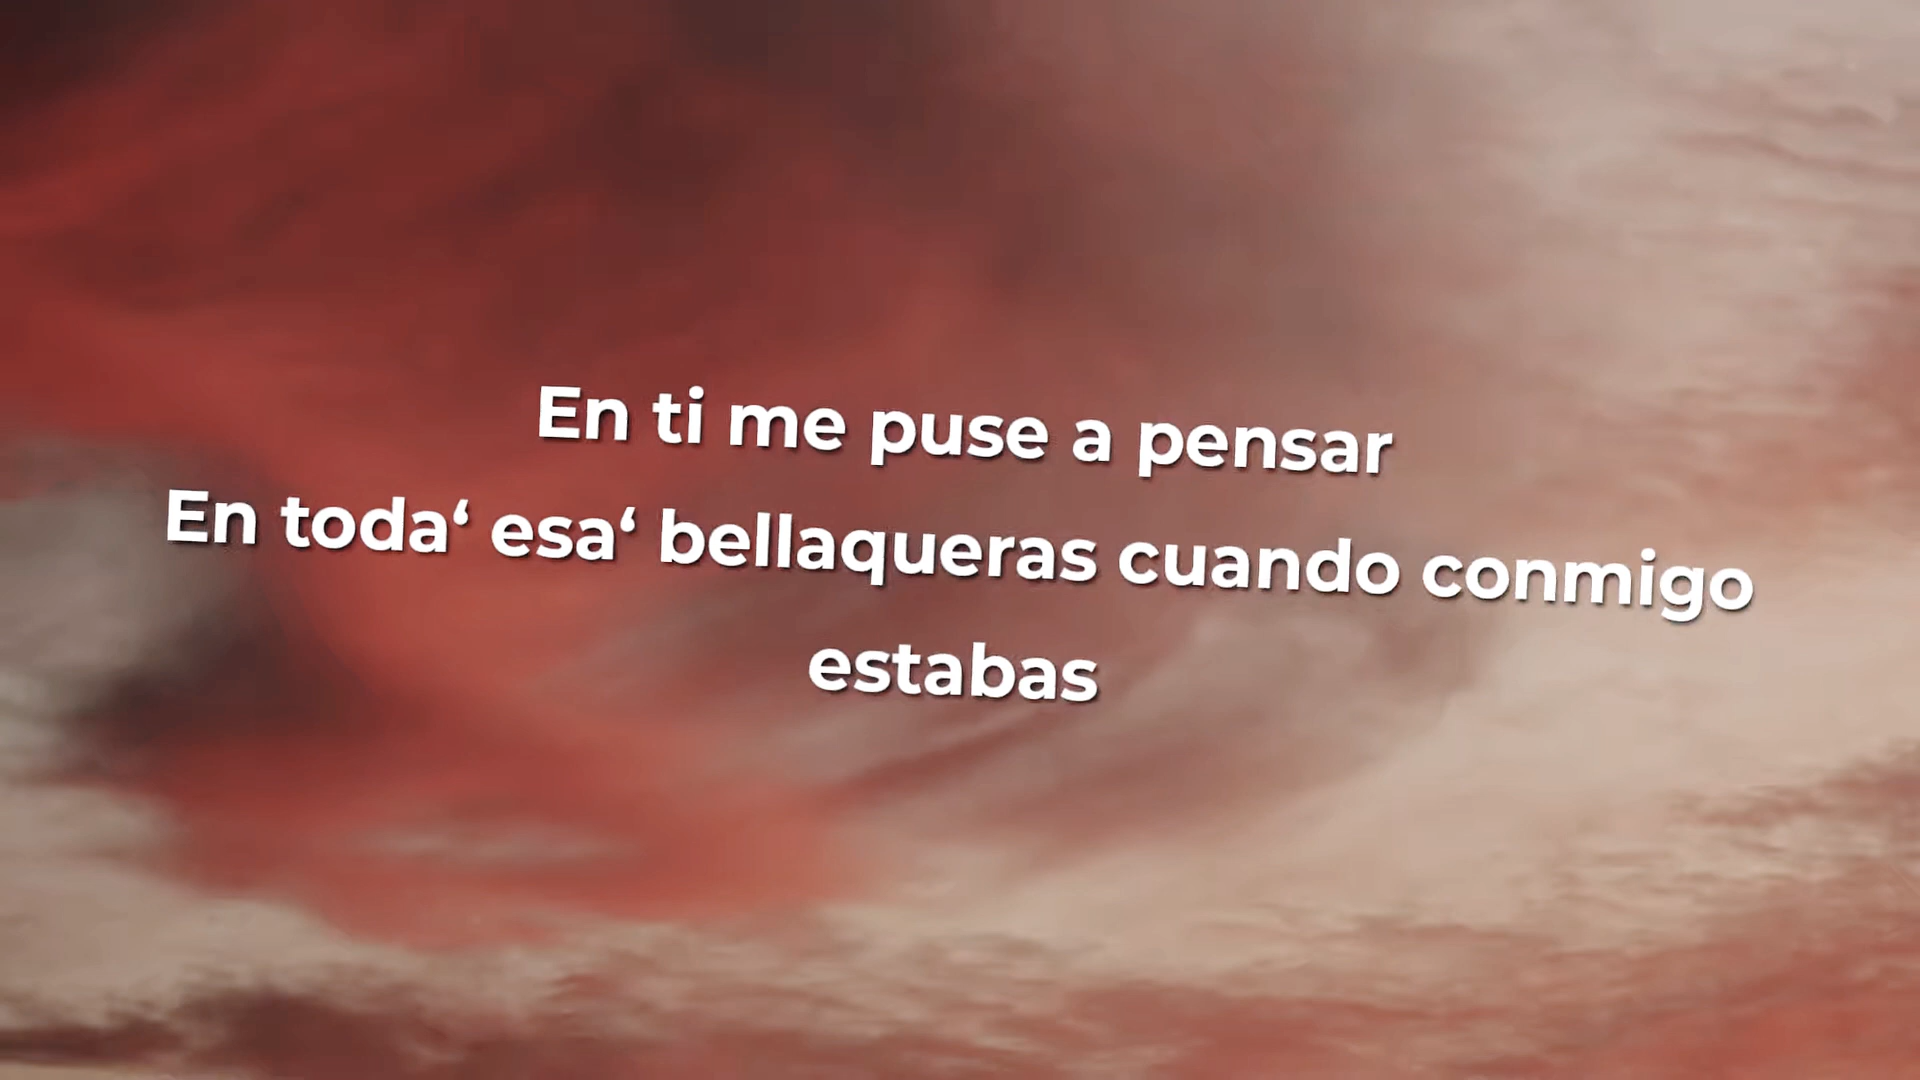 En ti me puse a pensar
En toda‘ esa‘ bellaqueras cuando conmigo
estabas